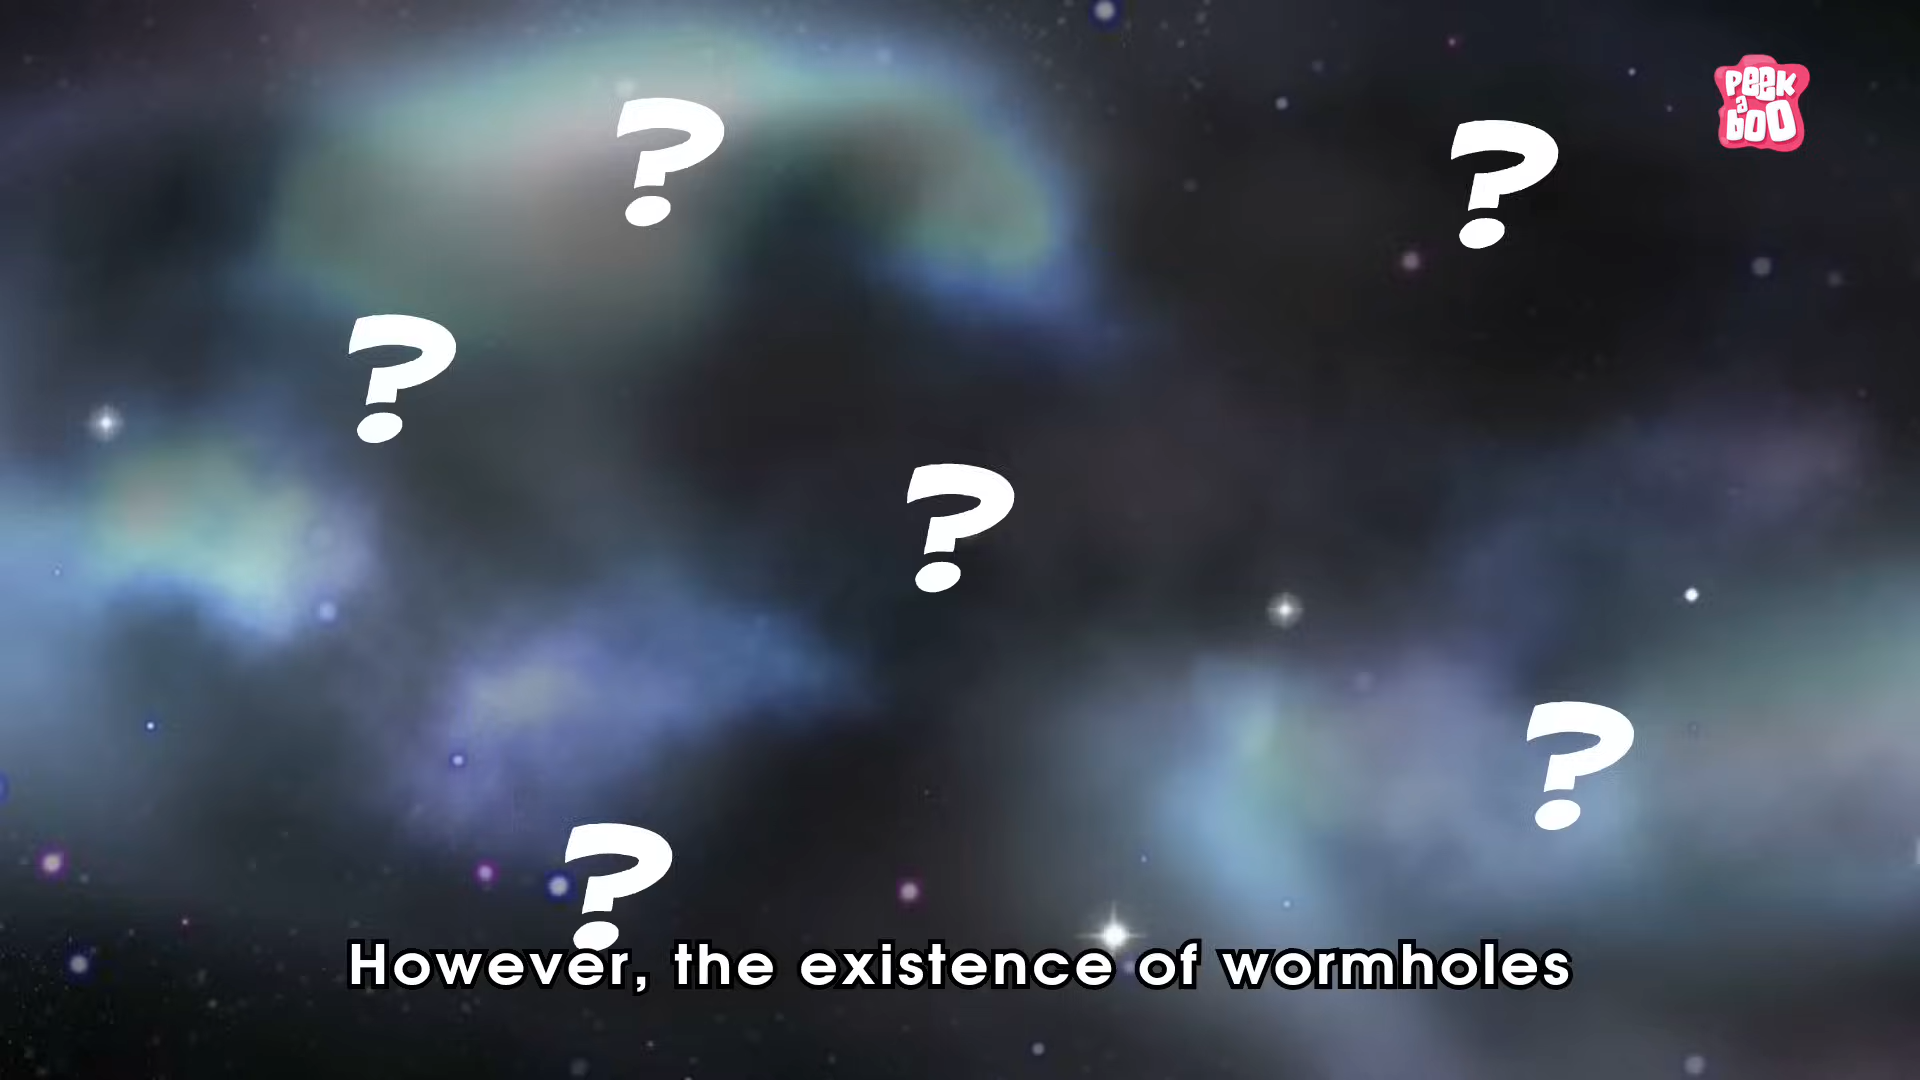 peek
a
boo
?
?
?
?
?
?
However, the existence of wormholes